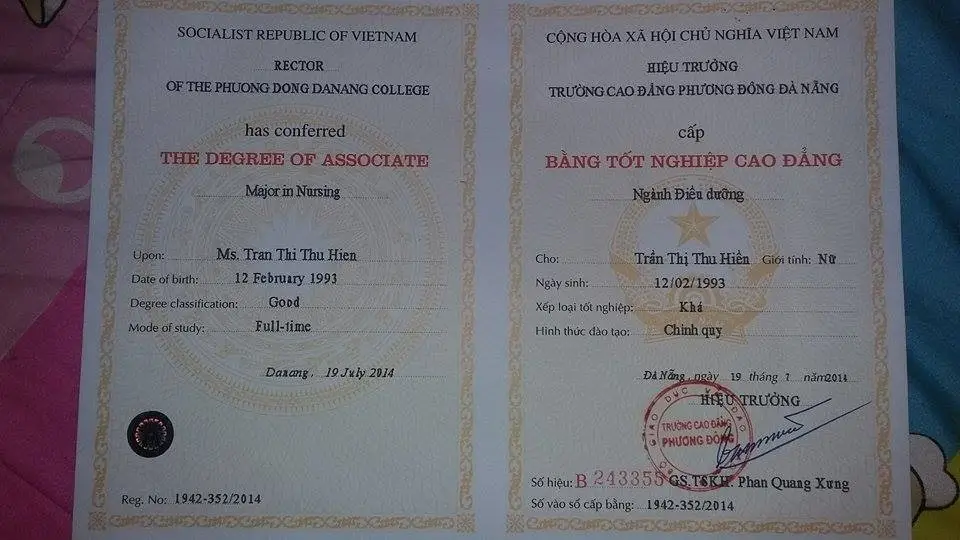 SOCIALIST REPUBLIC OF VIETNAM
RECTOR
OF THE PHUONG DONG DANANG COLLEGE
has conferred
THE DEGREE OF ASSOCIATE
Major in Nursing
Upon: Ms. Tran Thi Thu Hien
Date of birth: 12 February 1993
Degree classification: Good
Mode of study: Full-time
Danang, 19 July 2014
Reg. No: 1942-352/2014
CỘNG HÒA XÃ HỘI CHỦ NGHĨA VIỆT NAM
HIỆU TRƯỞNG
TRƯỜNG CAO ĐẲNG PHƯƠNG ĐÔNG ĐÀ NẴNG
cấp
BẰNG TỐT NGHIỆP CAO ĐẲNG
Ngành Điều dưỡng
Cho: Trần Thị Thu Hiền Giới tính: Nữ
Ngày sinh: 12/02/1993
Xếp loại tốt nghiệp: Khá
Hình thức đào tạo: Chính quy
Đà Nẵng, ngày 19 tháng 7 năm 2014
HIỆU TRƯỞNG
GIÁO DỤC ĐÀO
TRƯỜNG CAO ĐẲNG
PHƯƠNG ĐÔNG
Số hiệu: B 243355 GS.TSKH. Phan Quang Xưng
Số vào sổ cấp bằng: 1942-352/2014